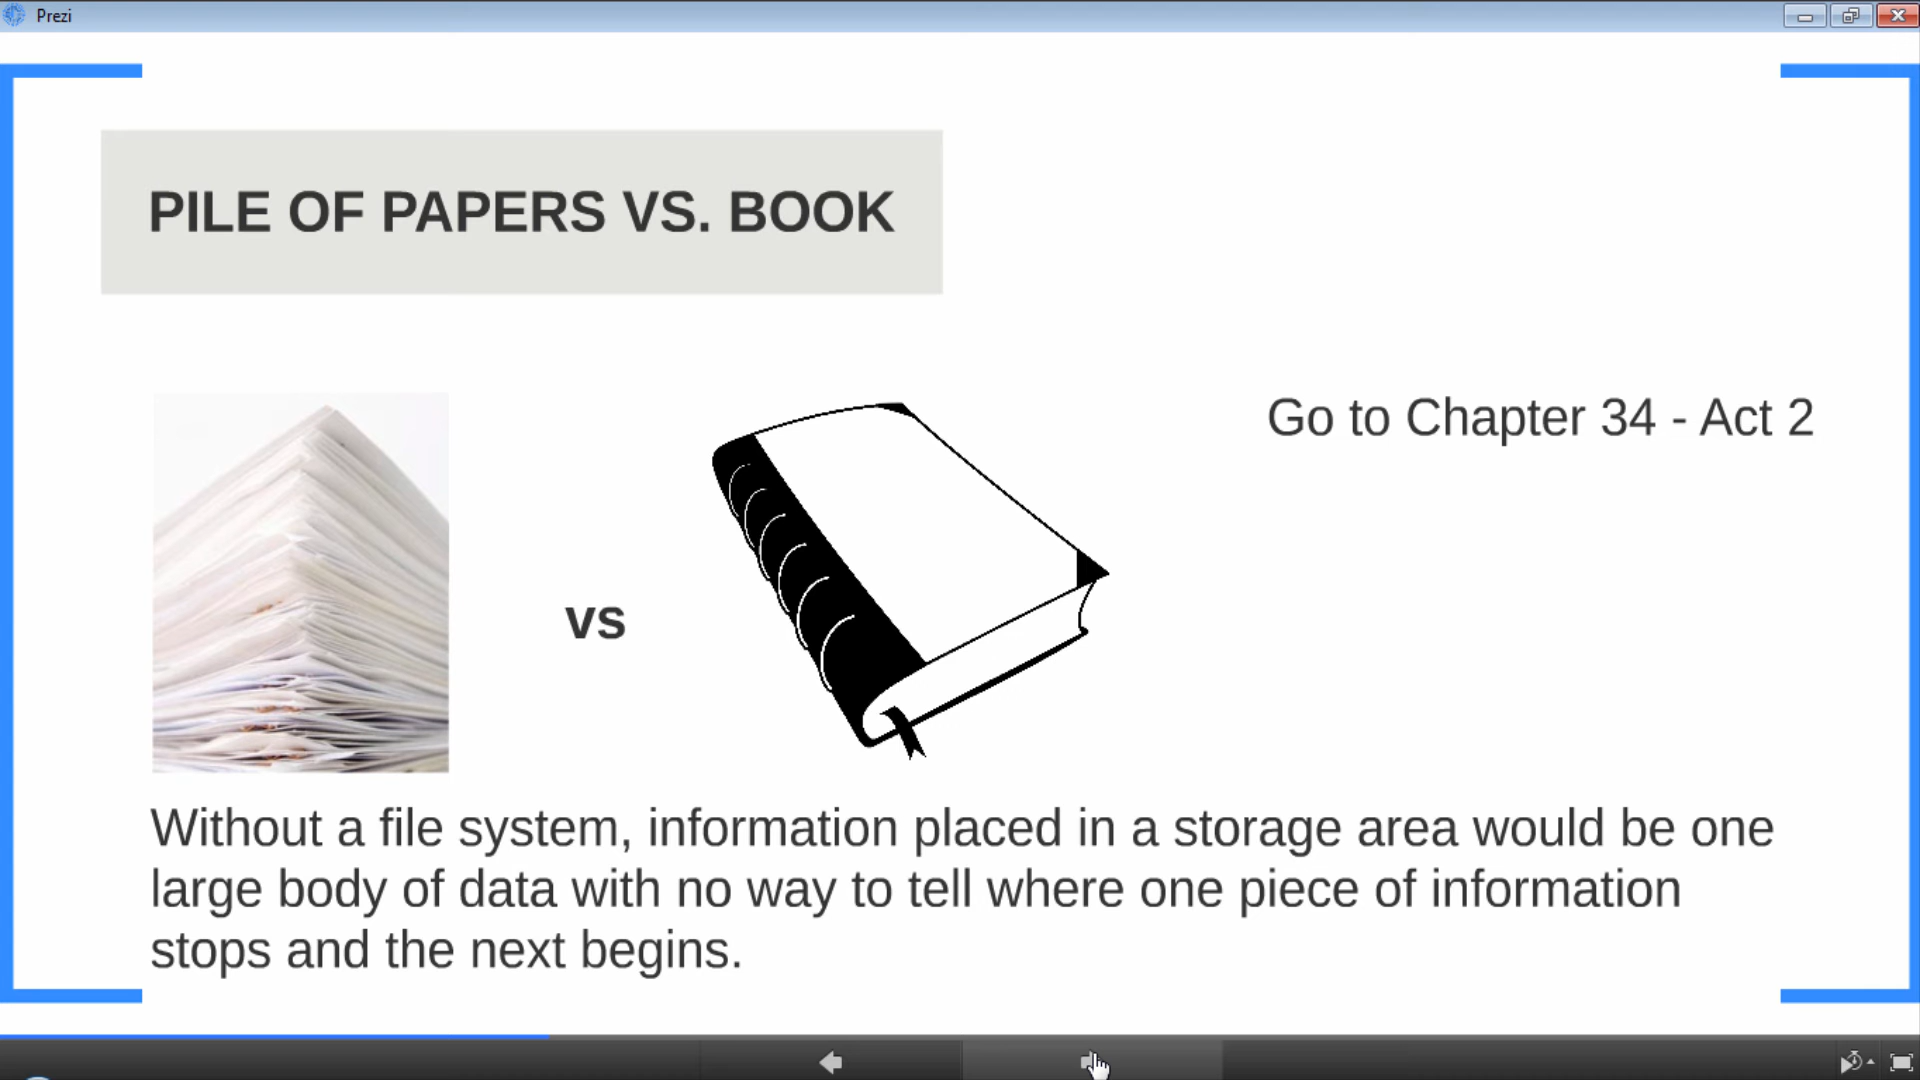 Prezi
PILE OF PAPERS VS. BOOK
Go to Chapter 34 - Act 2
vs
Without a file system, information placed in a storage area would be one
large body of data with no way to tell where one piece of information
stops and the next begins.